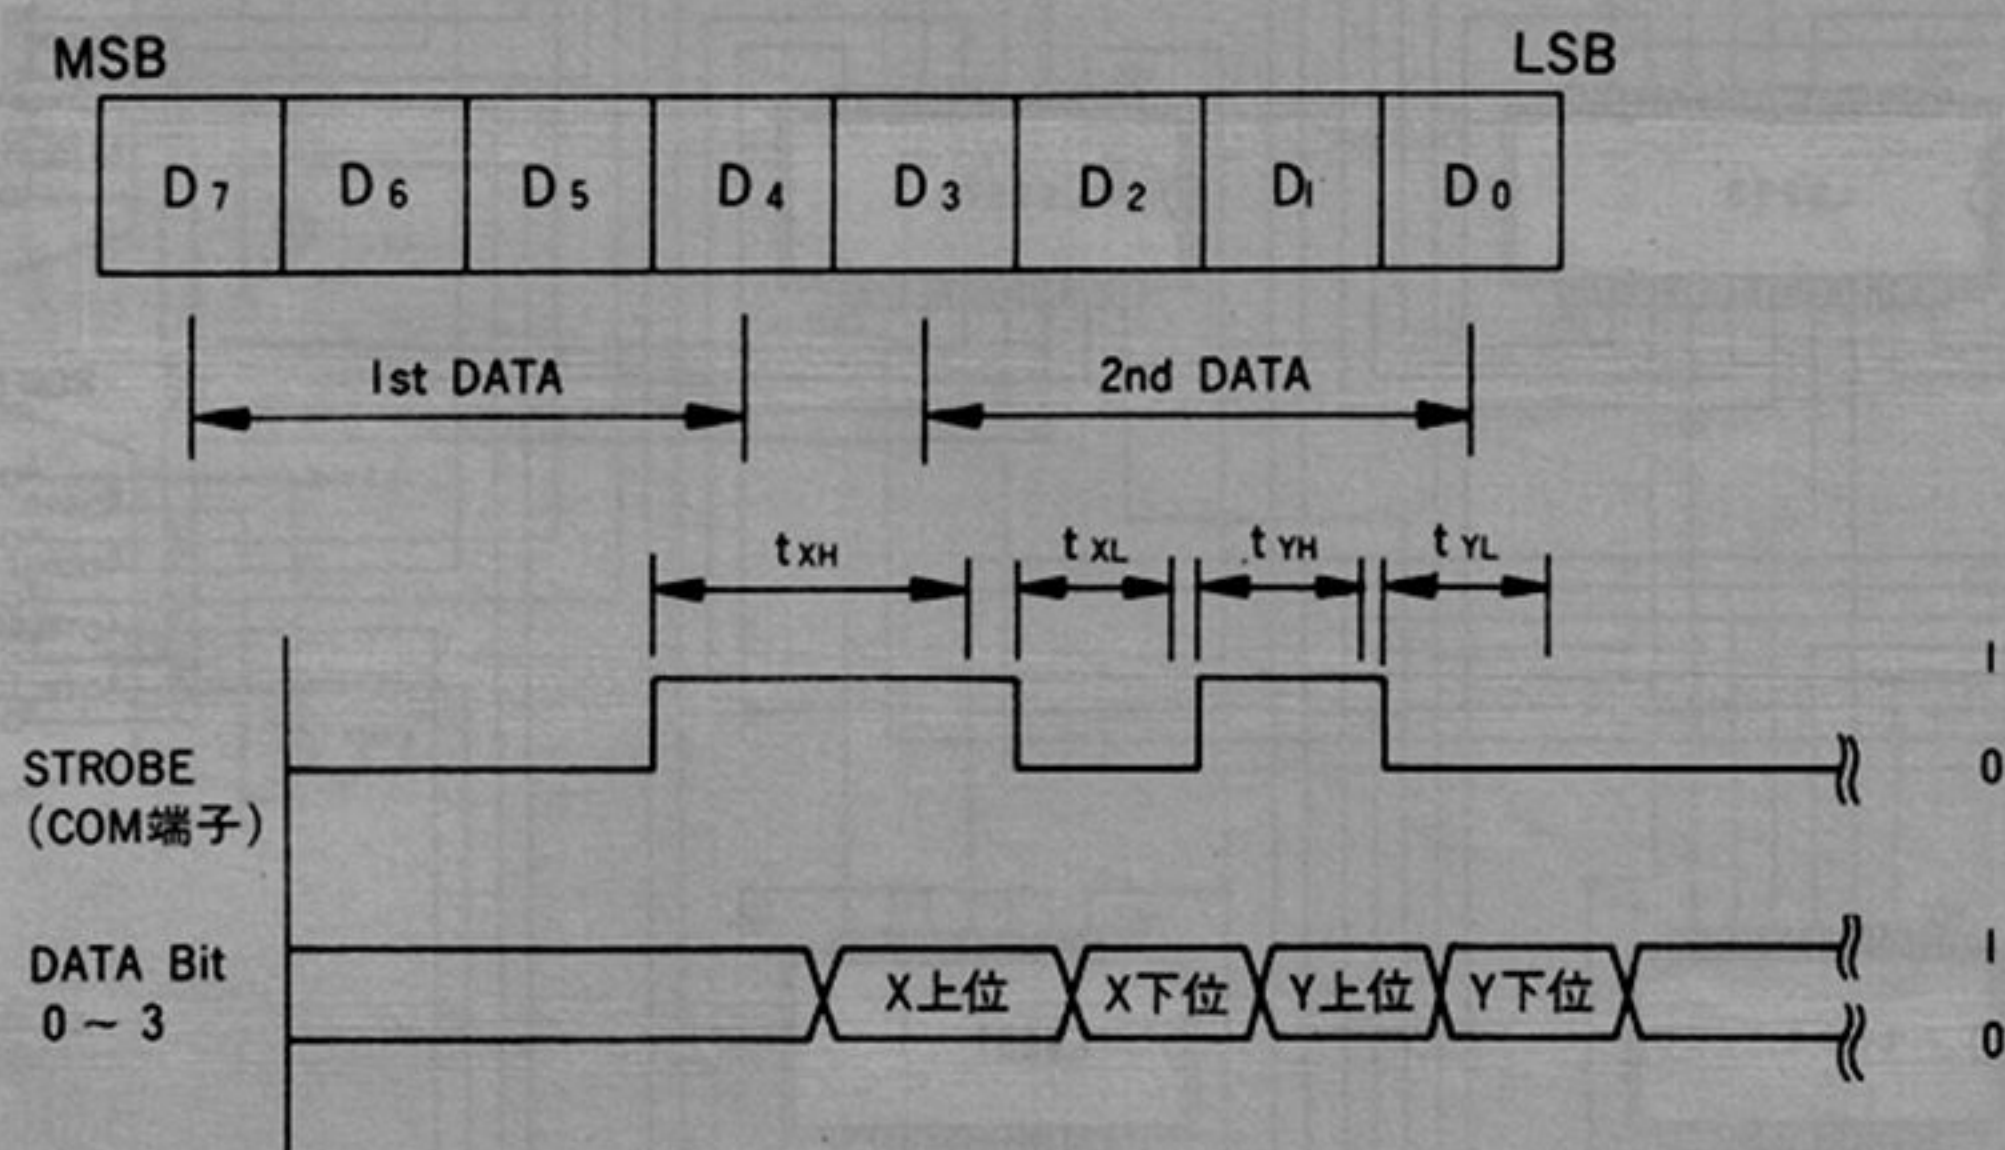 MSB LSB
D7 D6 D5 D4 D3 D2 D1 D0
1st DATA 2nd DATA
tXH tXL tYH tYL
1
STROBE 0
(COM端子)
DATA Bit X上位 X下位 Y上位 Y下位 1
0～3 0